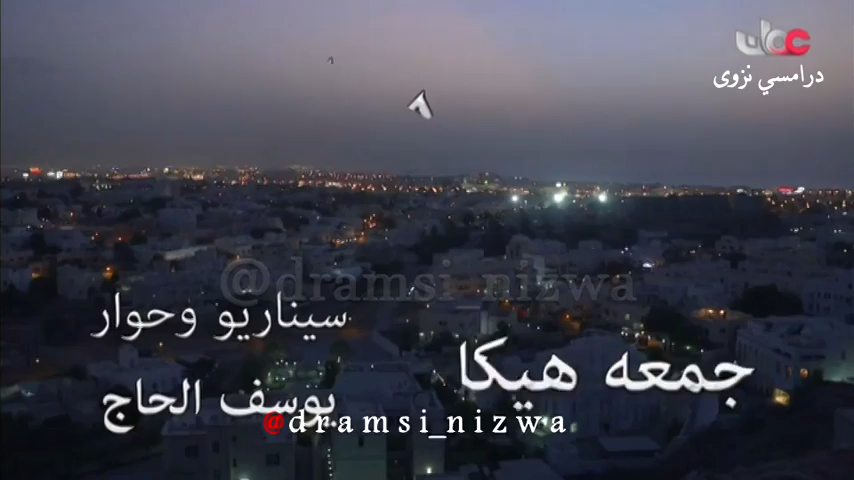 عمان
درامسي نزوى
@dramsi_nizwa
سيناريو وحوار
يوسف الحاج
جمعه هيكا
@dramsi_nizwa